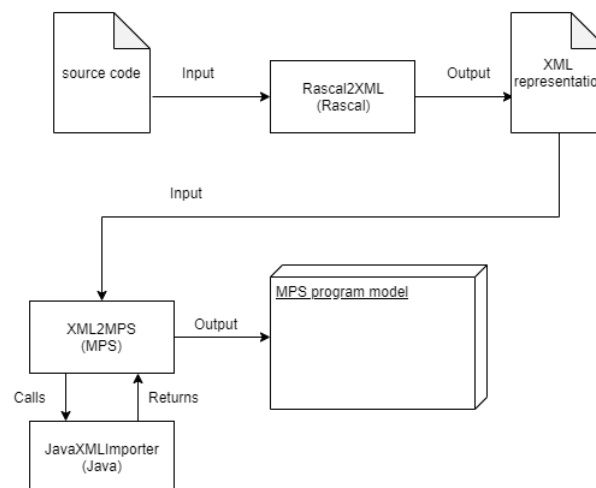 source code
Input
Rascal2XML
(Rascal)
Output
XML
representation
Input
MPS program model
XML2MPS
(MPS)
Output
Calls
Returns
JavaXMLImporter
(Java)